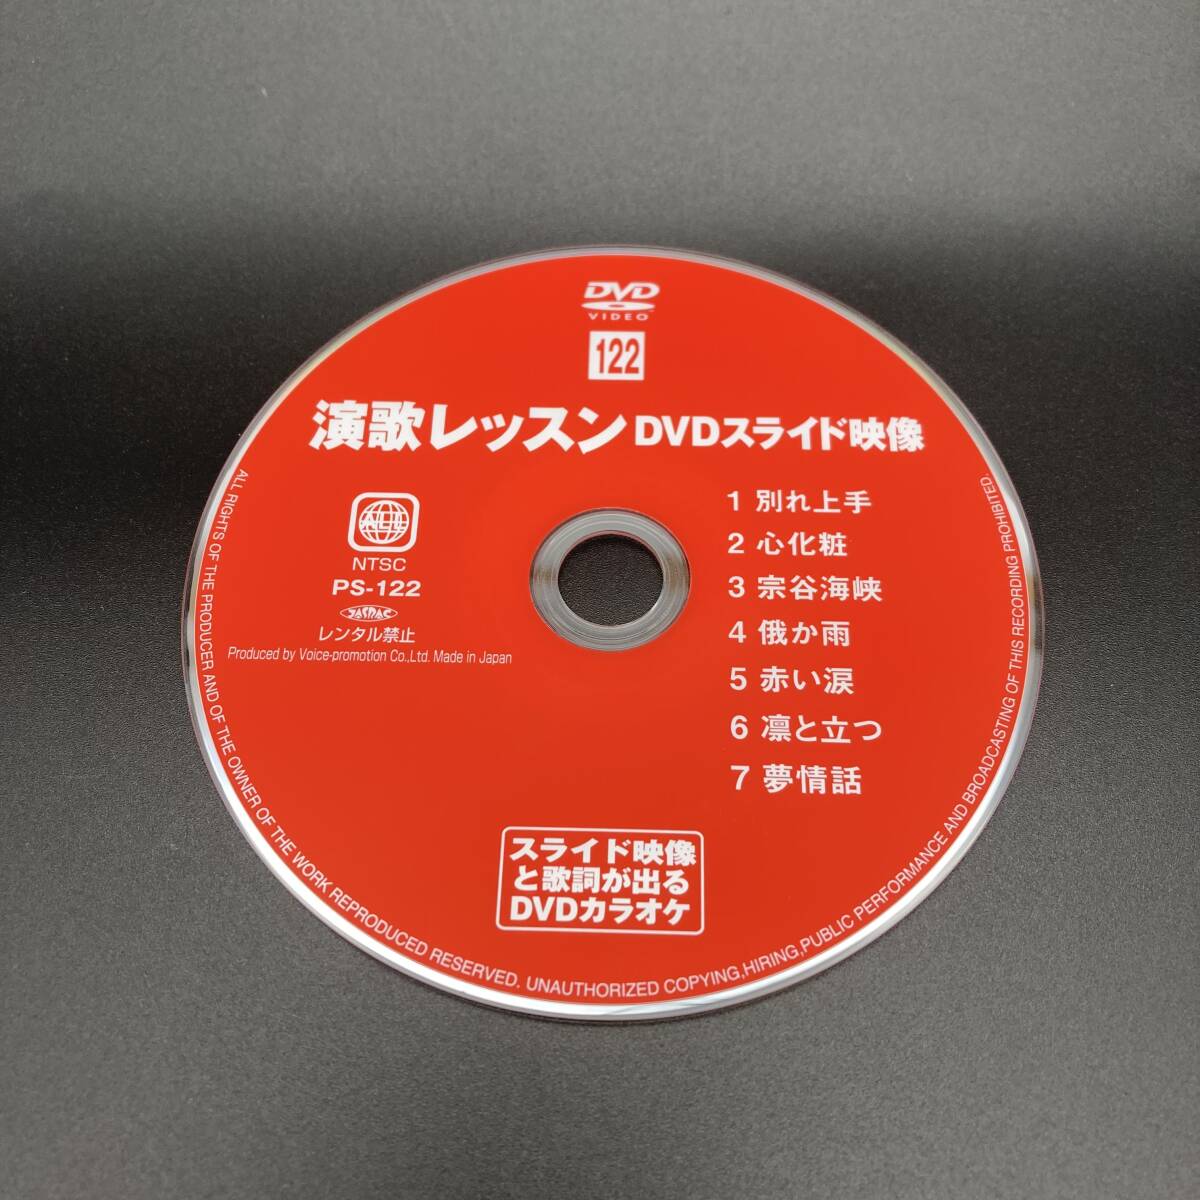 DVD
VIDEO
122
演歌レッスン DVDスライド映像
ALL
NTSC
PS-122
JASRAC
レンタル禁止
Produced by Voice-promotion Co.,Ltd. Made in Japan
1 別れ上手
2 心化粧
3 宗谷海峡
4 俄か雨
5 赤い涙
6 凛と立つ
7 夢情話
スライド映像
と歌詞が出る
DVDカラオケ
ALL RIGHTS OF THE PRODUCER AND OF THE OWNER OF THE WORK REPRODUCED RESERVED. UNAUTHORIZED COPYING,HIRING,PUBLIC PERFORMANCE AND BROADCASTING OF THIS RECORDING PROHIBITED.